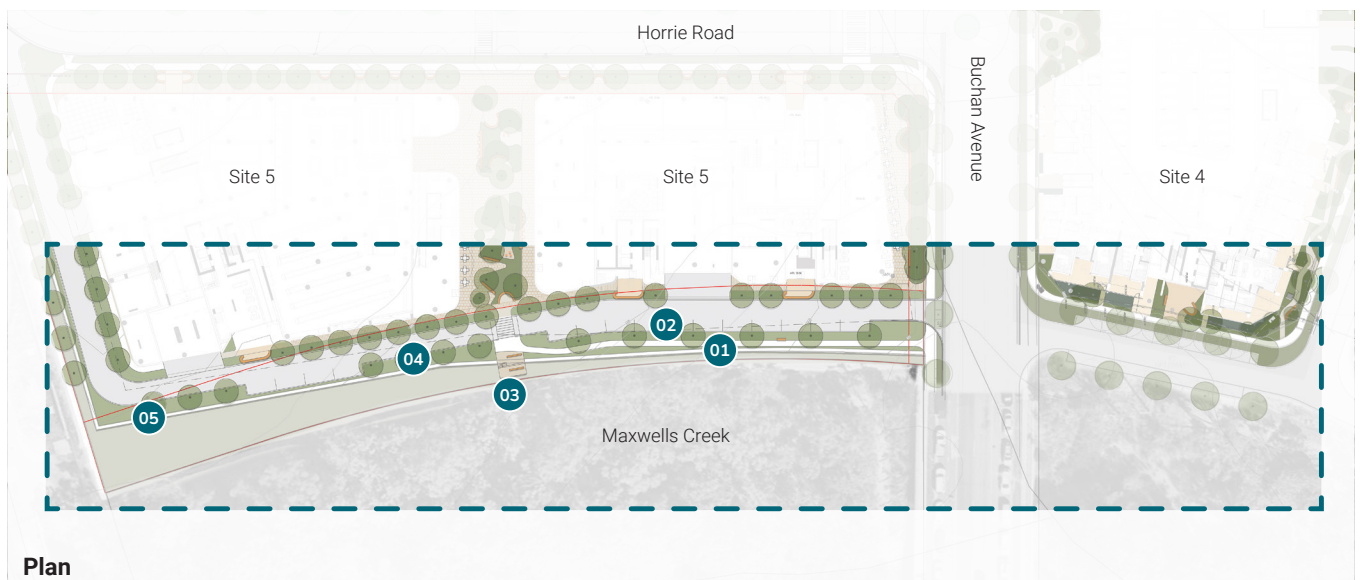 Horrie Road
Buchan Avenue
Site 5
Site 5
Site 4
02
01
04
03
05
Maxwells Creek
Plan